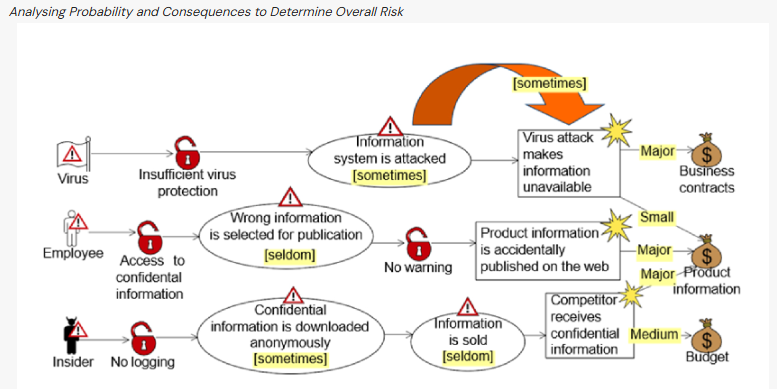 Analysing Probability and Consequences to Determine Overall Risk
[sometimes]
Virus
Insufficient virus
protection
Information
system is attacked
[sometimes]
Virus attack
makes
information
unavailable
Major
$
Business
contracts
Small
Employee
Access to
confidental
information
Wrong information
is selected for publication
[seldom]
No warning
Product information
is accidentally
published on the web
Major
$
Major
Product
information
Insider
No logging
Confidential
information is downloaded
anonymously
[sometimes]
Information
is sold
[seldom]
Competitor
receives
confidential
information
Medium
$
Budget